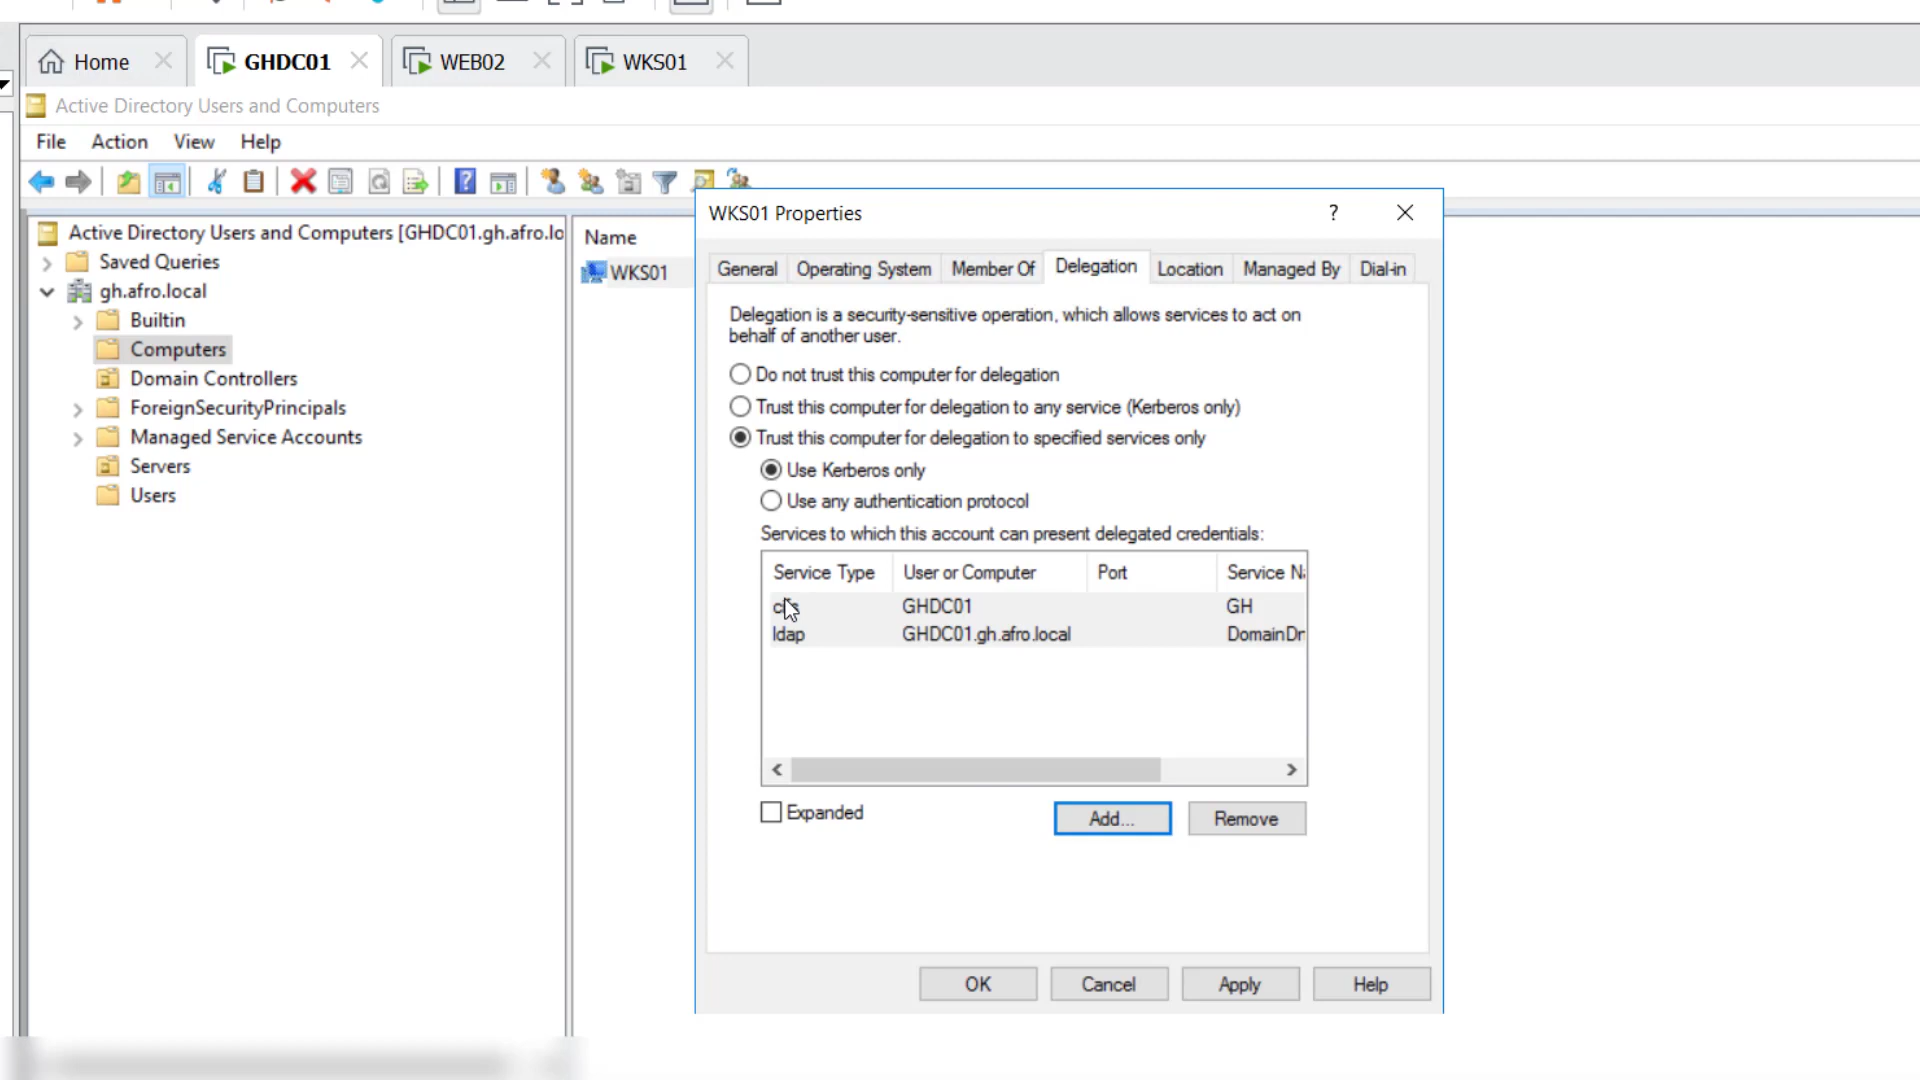 Home
GHDC01
WEB02
WKS01
Active Directory Users and Computers
File Action View Help
Active Directory Users and Computers [GHDC01.gh.afro.lo
Saved Queries
gh.afro.local
Builtin
Computers
Domain Controllers
ForeignSecurityPrincipals
Managed Service Accounts
Servers
Users
Name
WKS01
WKS01 Properties
?
General Operating System Member Of Delegation Location Managed By Dial-in
Delegation is a security-sensitive operation, which allows services to act on
behalf of another user.
Do not trust this computer for delegation
Trust this computer for delegation to any service (Kerberos only)
Trust this computer for delegation to specified services only
Use Kerberos only
Use any authentication protocol
Services to which this account can present delegated credentials:
Service Type User or Computer Port Service Na
GHDC01 GH
ldap GHDC01.gh.afro.local DomainDn
Expanded
Add... Remove
OK Cancel Apply Help